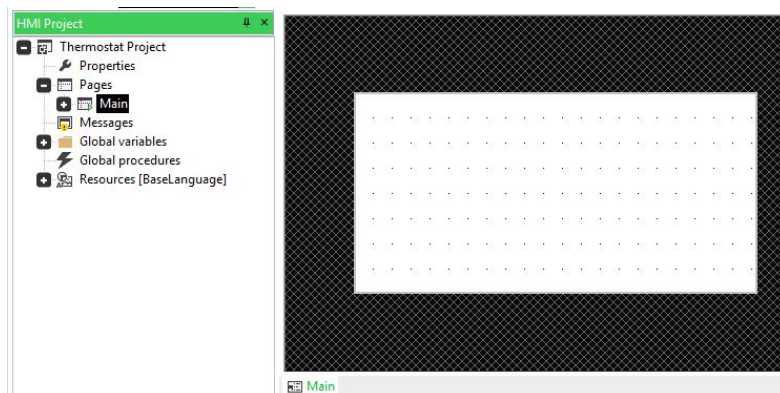 HMI Project
Thermostat Project
Properties
Pages
Main
Messages
Global variables
Global procedures
Resources [BaseLanguage]
Main